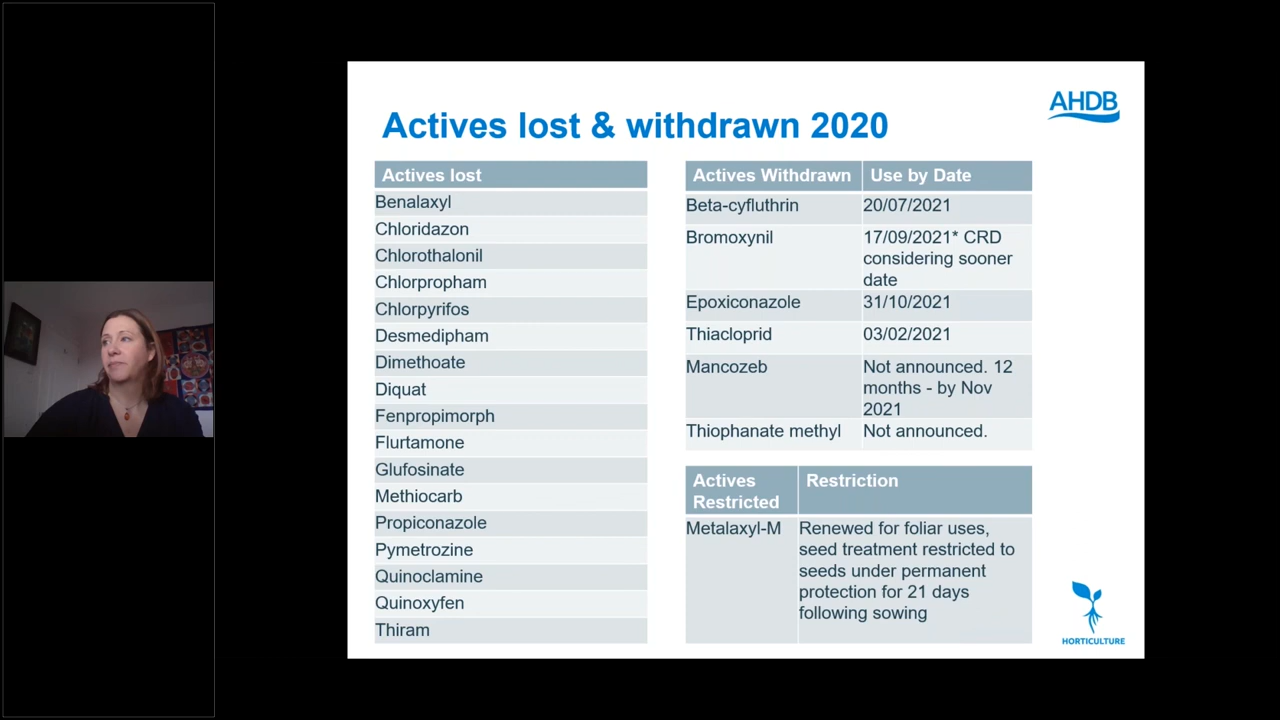 AHDB
Actives lost & withdrawn 2020
Actives lost
Benalaxyl
Chloridazon
Chlorothalonil
Chlorpropham
Chlorpyrifos
Desmedipham
Dimethoate
Diquat
Fenpropimorph
Flurtamone
Glufosinate
Methiocarb
Propiconazole
Pymetrozine
Quinoclamine
Quinoxyfen
Thiram
Actives Withdrawn Use by Date
Beta-cyfluthrin 20/07/2021
Bromoxynil 17/09/2021* CRD
considering sooner
date
Epoxiconazole 31/10/2021
Thiacloprid 03/02/2021
Mancozeb Not announced. 12
months - by Nov
2021
Thiophanate methyl Not announced.
Actives Restriction
Restricted
Metalaxyl-M Renewed for foliar uses,
seed treatment restricted to
seeds under permanent
protection for 21 days
following sowing
HORTICULTURE